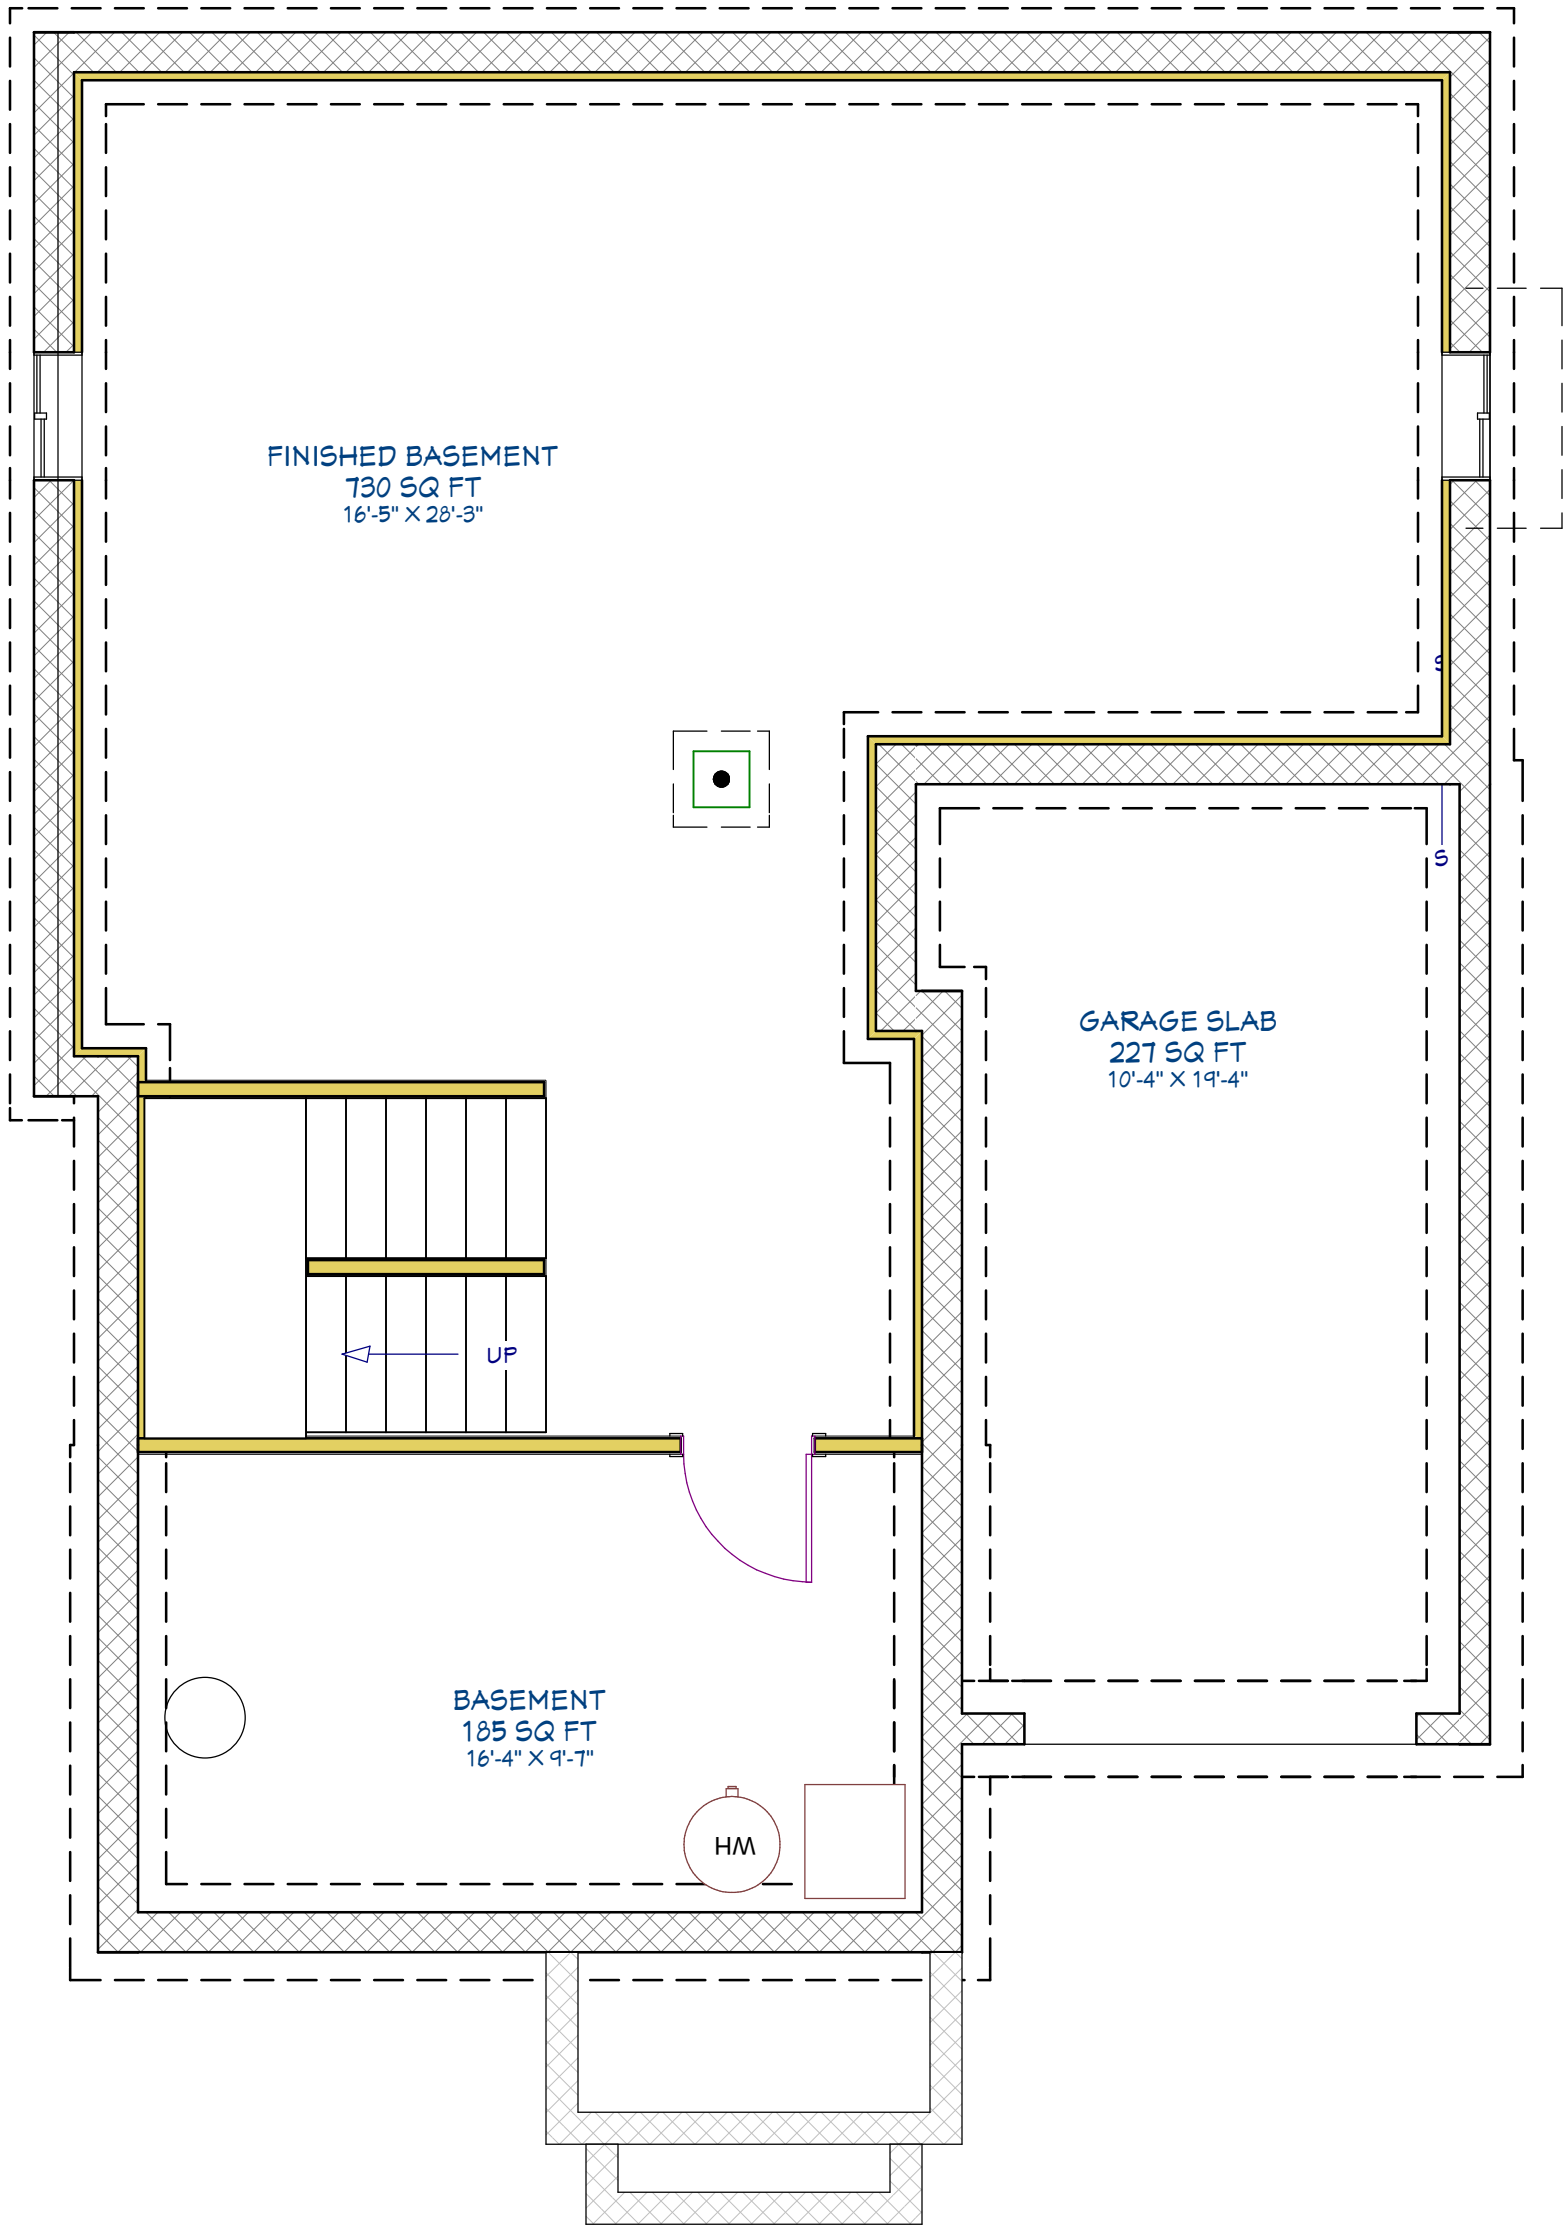 FINISHED BASEMENT
730 SQ FT
16'-5" X 28'-3"
S
S
GARAGE SLAB
227 SQ FT
10'-4" X 19'-4"
UP
BASEMENT
185 SQ FT
16'-4" X 9'-7"
WH